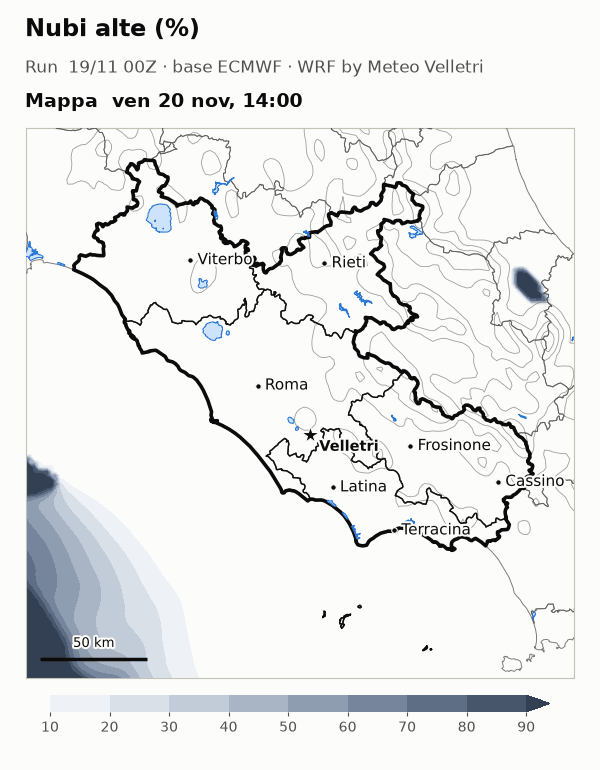 Nubi alte (%)
Run  19/11 00Z · base ECMWF · WRF by Meteo Velletri
Mappa  ven 20 nov, 14:00
Viterbo
Rieti
Roma
Velletri
Frosinone
Latina
Cassino
Terracina
50 km
10 20 30 40 50 60 70 80 90